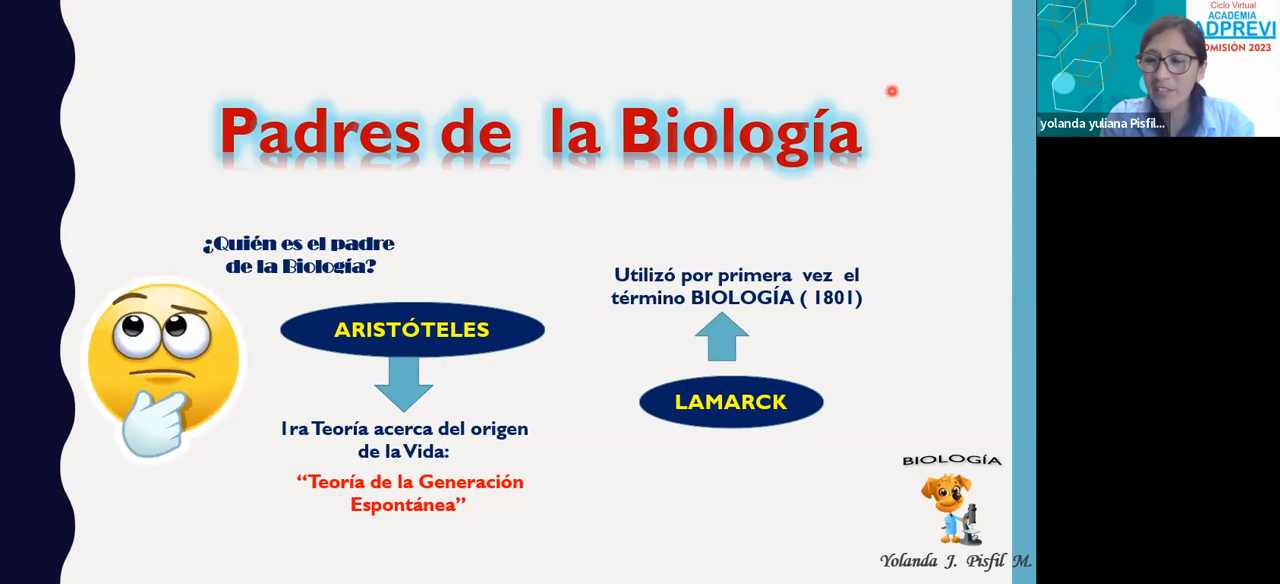 Padres de la Biología
¿Quién es el padre
de la Biología?
ARISTÓTELES
1ra Teoría acerca del origen
de la Vida:
“Teoría de la Generación
Espontánea”
Utilizó por primera vez el
término BIOLOGÍA ( 1801)
LAMARCK
BIOLOGÍA
Yolanda J. Pisfil M.
Ciclo Virtual
ACADEMIA
ADPREVI
OMISIÓN 2023
yolanda yuliana Pisfil...